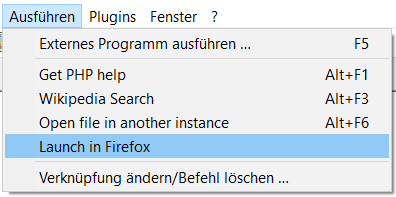 Ausführen Plugins Fenster ?
Externes Programm ausführen ... F5
Get PHP help Alt+F1
Wikipedia Search Alt+F3
Open file in another instance Alt+F6
Launch in Firefox
Verknüpfung ändern/Befehl löschen ...